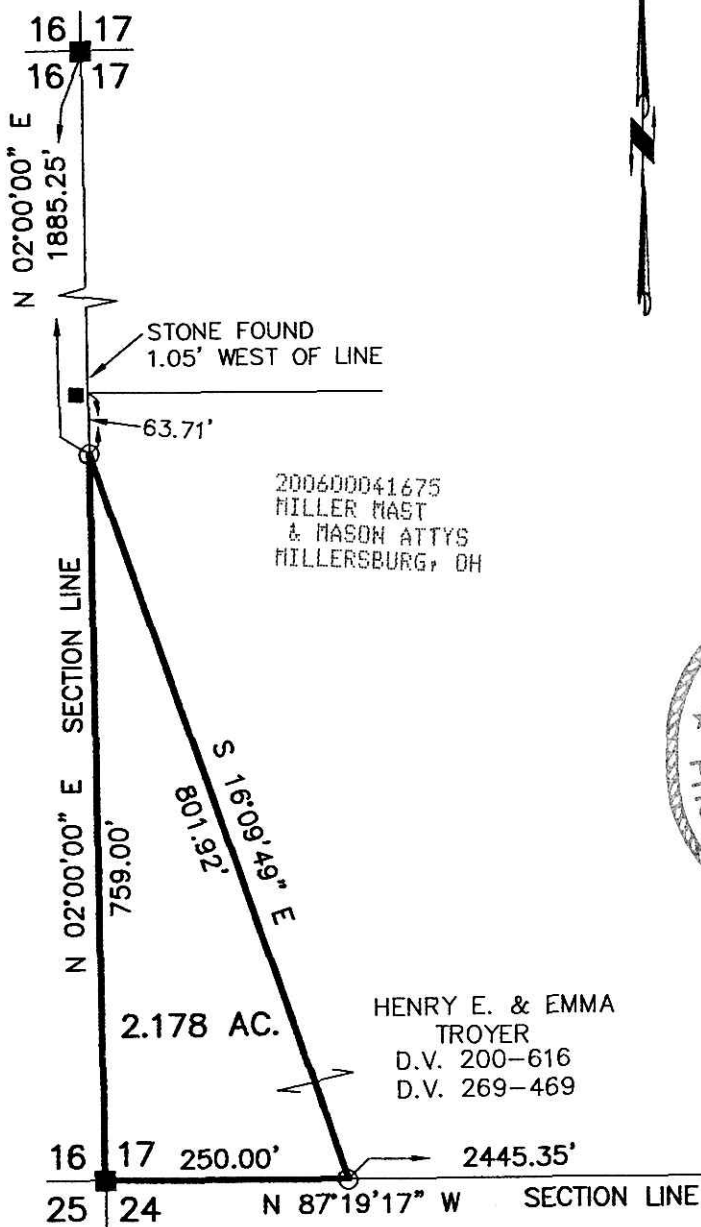 16 17
16 17
N 02°00'00" E
1885.25'
STONE FOUND
1.05' WEST OF LINE
63.71'
200600041675
MILLER MAST
& MASON ATTYS
MILLERSBURG, OH
N 02°00'00" E SECTION LINE
759.00'
S 16°09'49" E
801.92'
2.178 AC.
HENRY E. & EMMA
TROYER
D.V. 200-616
D.V. 269-469
16 17
250.00'
2445.35'
25 24
N 87°19'17" W SECTION LINE